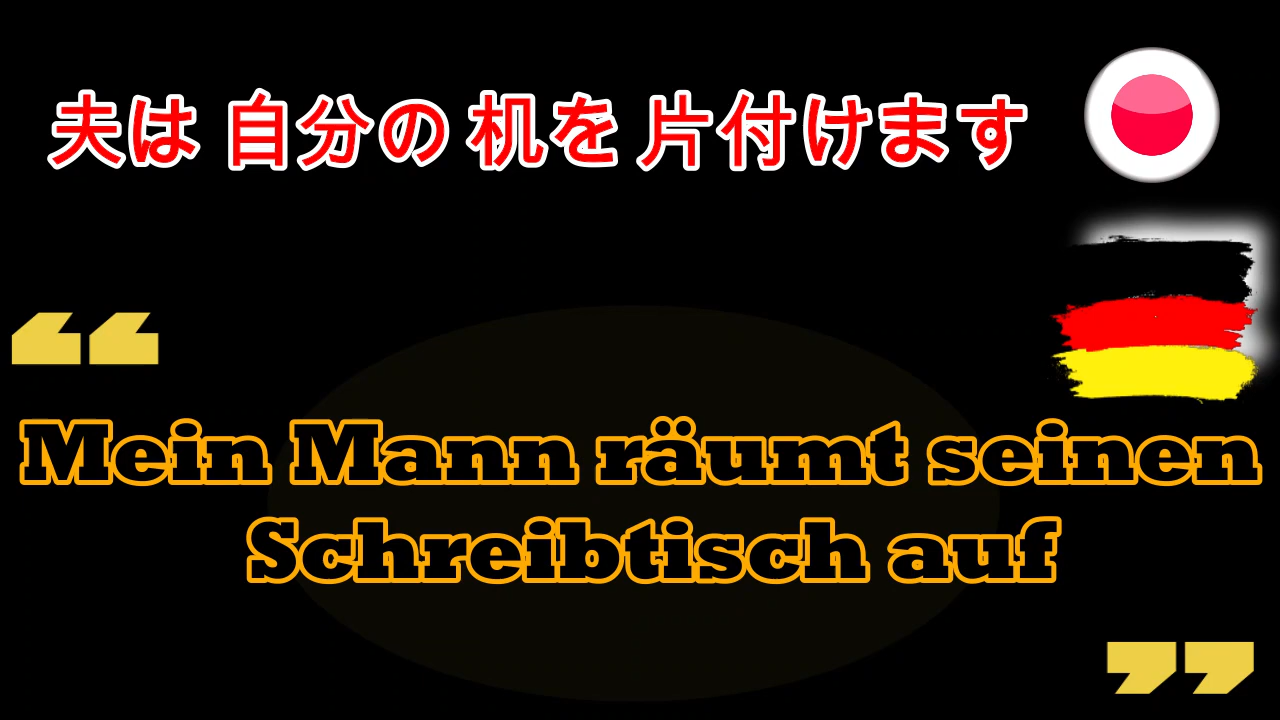 夫は 自分の 机を 片付けます
“
Mein Mann räumt seinen
Schreibtisch auf
”